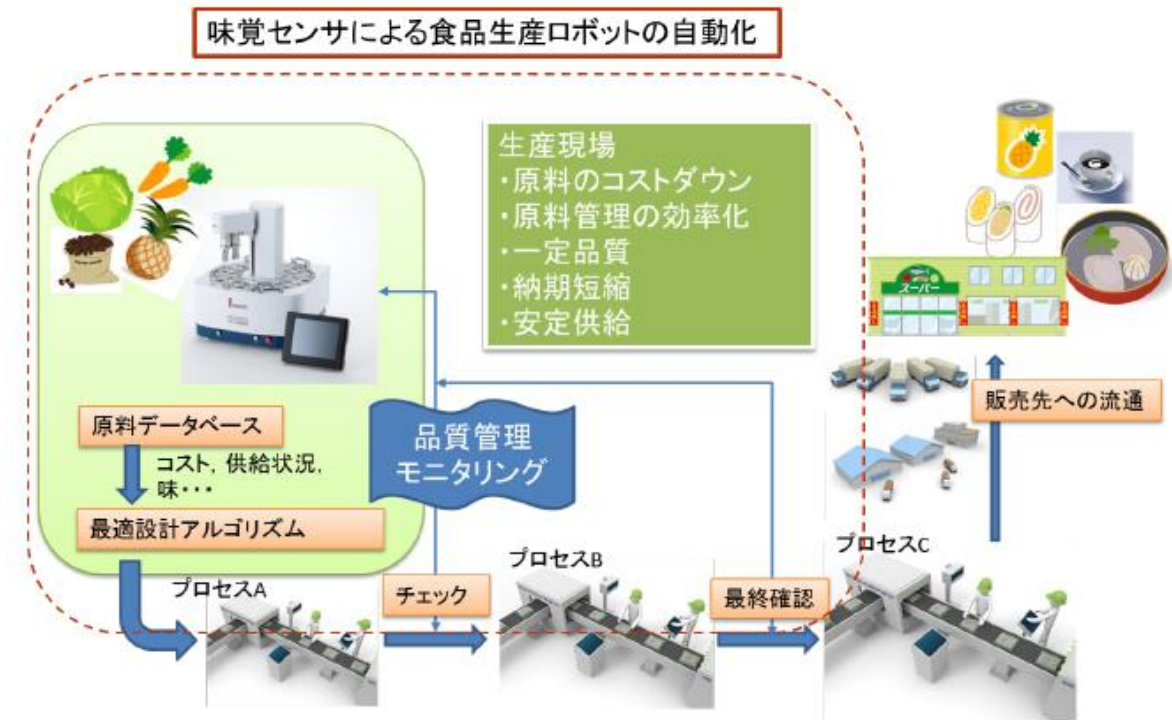 味覚センサによる食品生産ロボットの自動化
生産現場
・原料のコストダウン
・原料管理の効率化
・一定品質
・納期短縮
・安定供給
スーパー
原料データベース
コスト，供給状況，
味・・・
最適設計アルゴリズム
品質管理
モニタリング
販売先への流通
プロセスA
チェック
プロセスB
最終確認
プロセスC